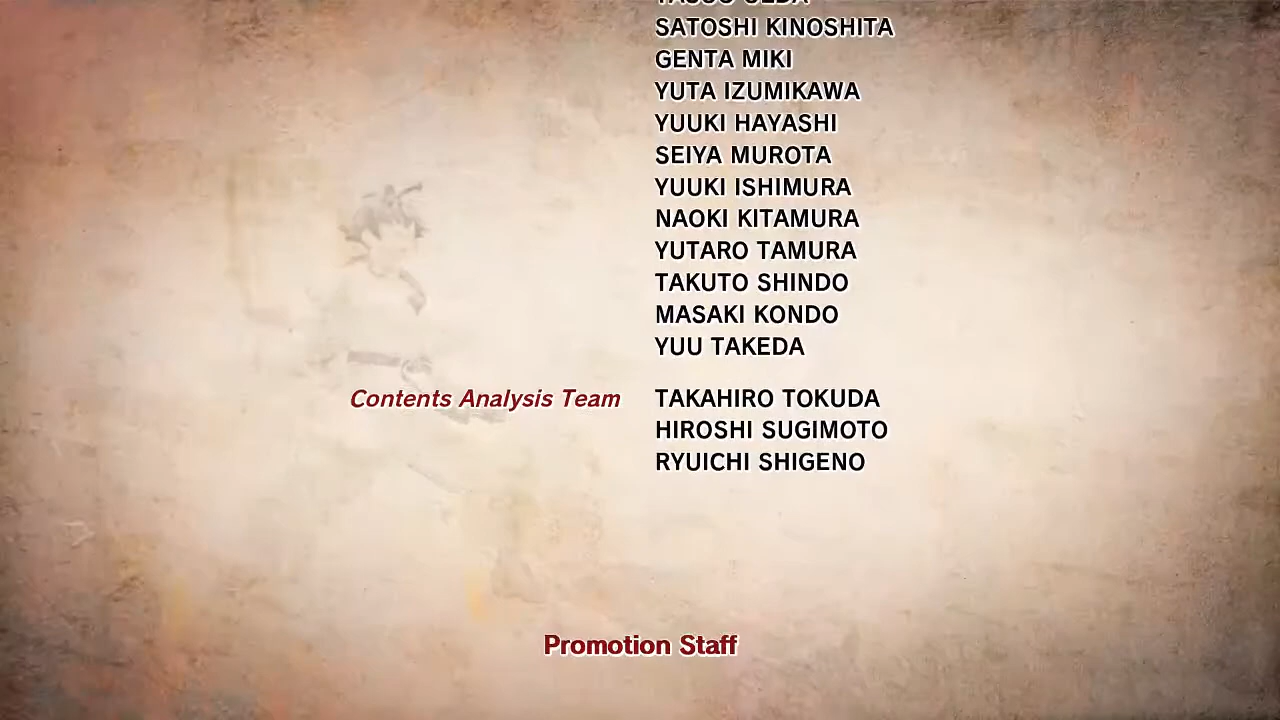 SATOSHI KINOSHITA
GENTA MIKI
YUTA IZUMIKAWA
YUUKI HAYASHI
SEIYA MUROTA
YUUKI ISHIMURA
NAOKI KITAMURA
YUTARO TAMURA
TAKUTO SHINDO
MASAKI KONDO
YUU TAKEDA
Contents Analysis Team TAKAHIRO TOKUDA
HIROSHI SUGIMOTO
RYUICHI SHIGENO
Promotion Staff